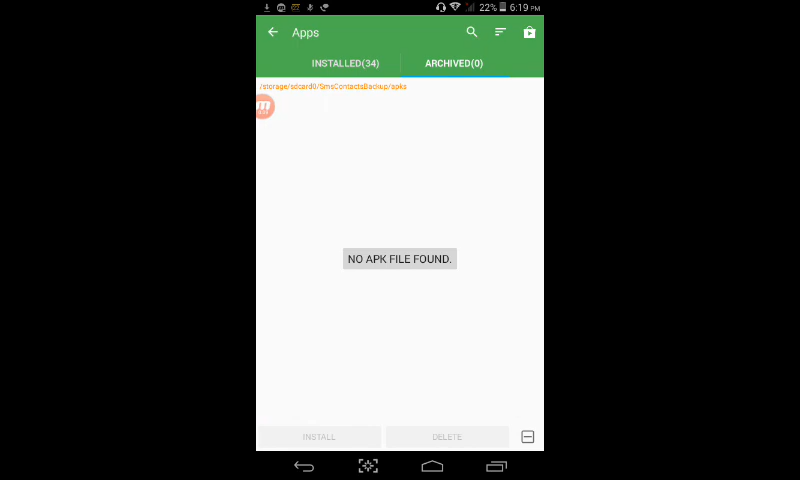 22% 6:19 PM
Apps
INSTALLED(34) ARCHIVED(0)
/storage/sdcard0/SmsContactsBackup/apks
NO APK FILE FOUND.
INSTALL DELETE